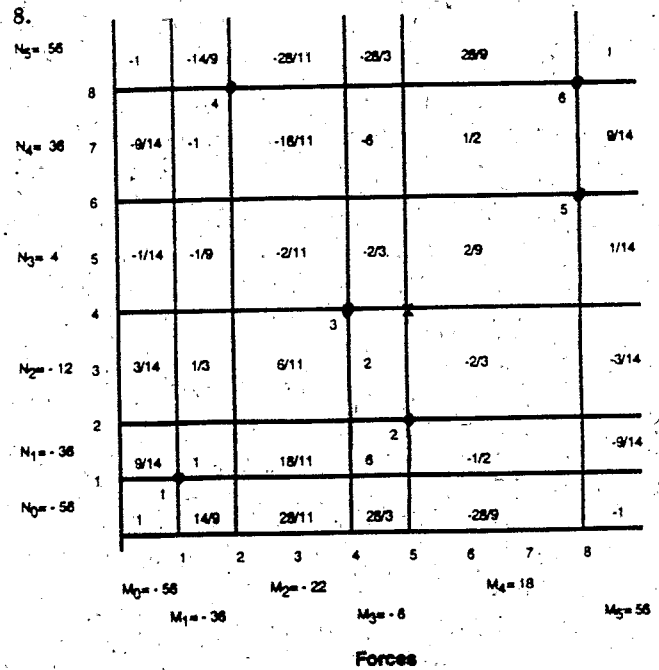 8.
N5= 56 -1 -14/9 -28/11 -28/3 28/9 1
8
4 6
N4= 36 7 -9/14 -1 -18/11 -6 1/2 9/14
6
5
N3= 4 5 -1/14 -1/9 -2/11 -2/3 2/9 1/14
4
3
N2= - 12 3 3/14 1/3 6/11 2 -2/3 -3/14
2
2
N1= - 36 9/14 1 18/11 6 -1/2 -9/14
1
1
N0= - 56 1 14/9 28/11 28/3 -28/9 -1
1 2 3 4 5 6 7 8
M0= - 56 M2= - 22 M4= 18
M1= - 36 M3= - 6 M5= 56
Forces